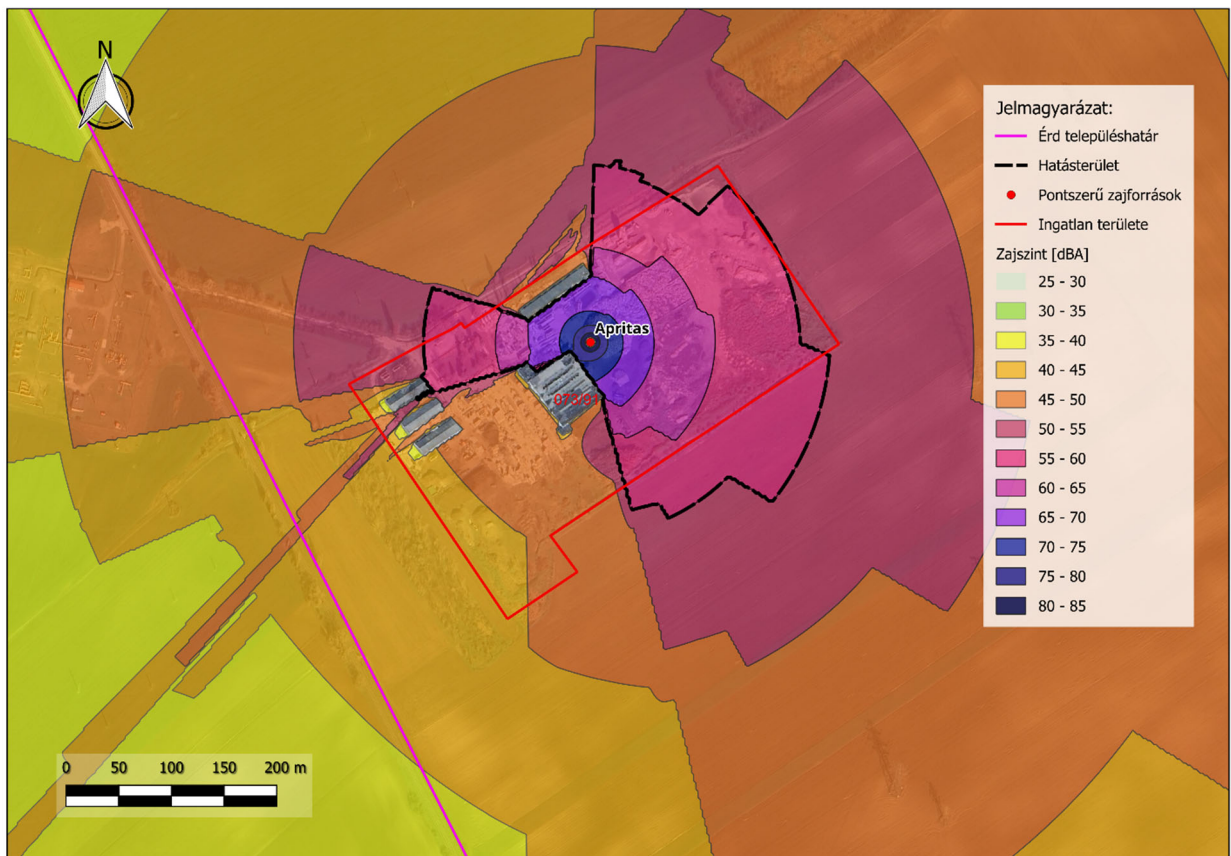 N
Jelmagyarázat:
Érd településhatár
Hatásterület
Pontszerű zajforrások
Ingatlan területe
Zajszint [dBA]
25 - 30
30 - 35
35 - 40
40 - 45
45 - 50
50 - 55
55 - 60
60 - 65
65 - 70
70 - 75
75 - 80
80 - 85
Apritas
0 50 100 150 200 m